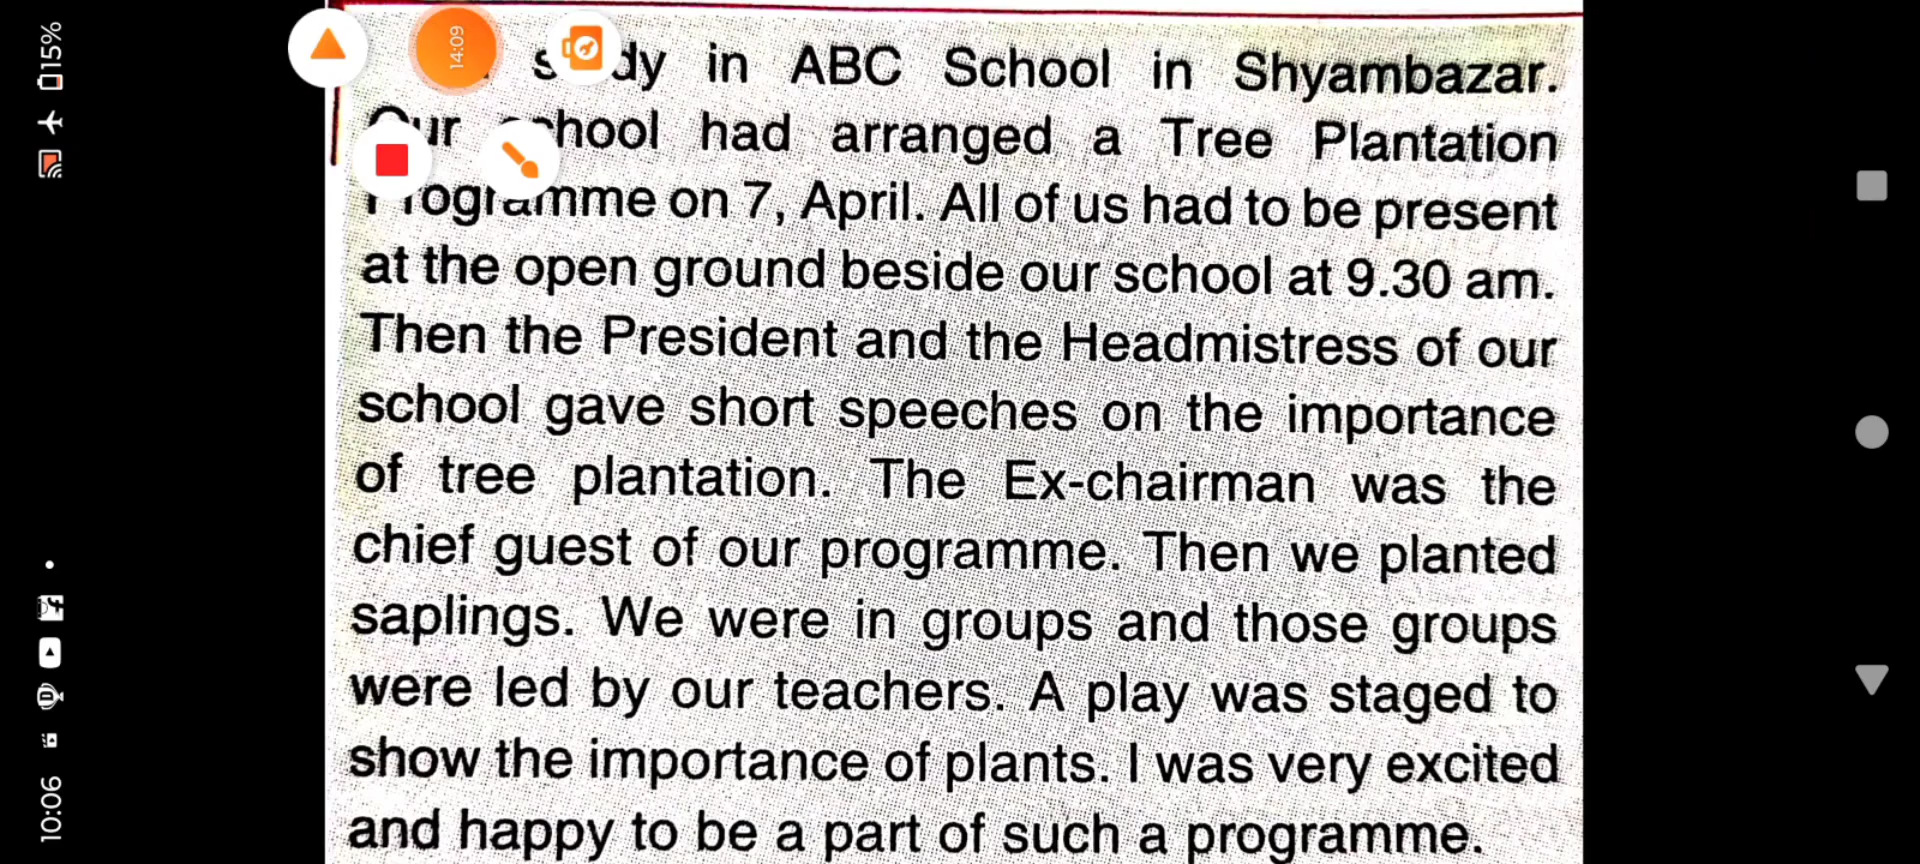 15%
14:09
10:06
study in ABC School in Shyambazar.
Our school had arranged a Tree Plantation
Programme on 7, April. All of us had to be present
at the open ground beside our school at 9.30 am.
Then the President and the Headmistress of our
school gave short speeches on the importance
of tree plantation. The Ex-chairman was the
chief guest of our programme. Then we planted
saplings. We were in groups and those groups
were led by our teachers. A play was staged to
show the importance of plants. I was very excited
and happy to be a part of such a programme.